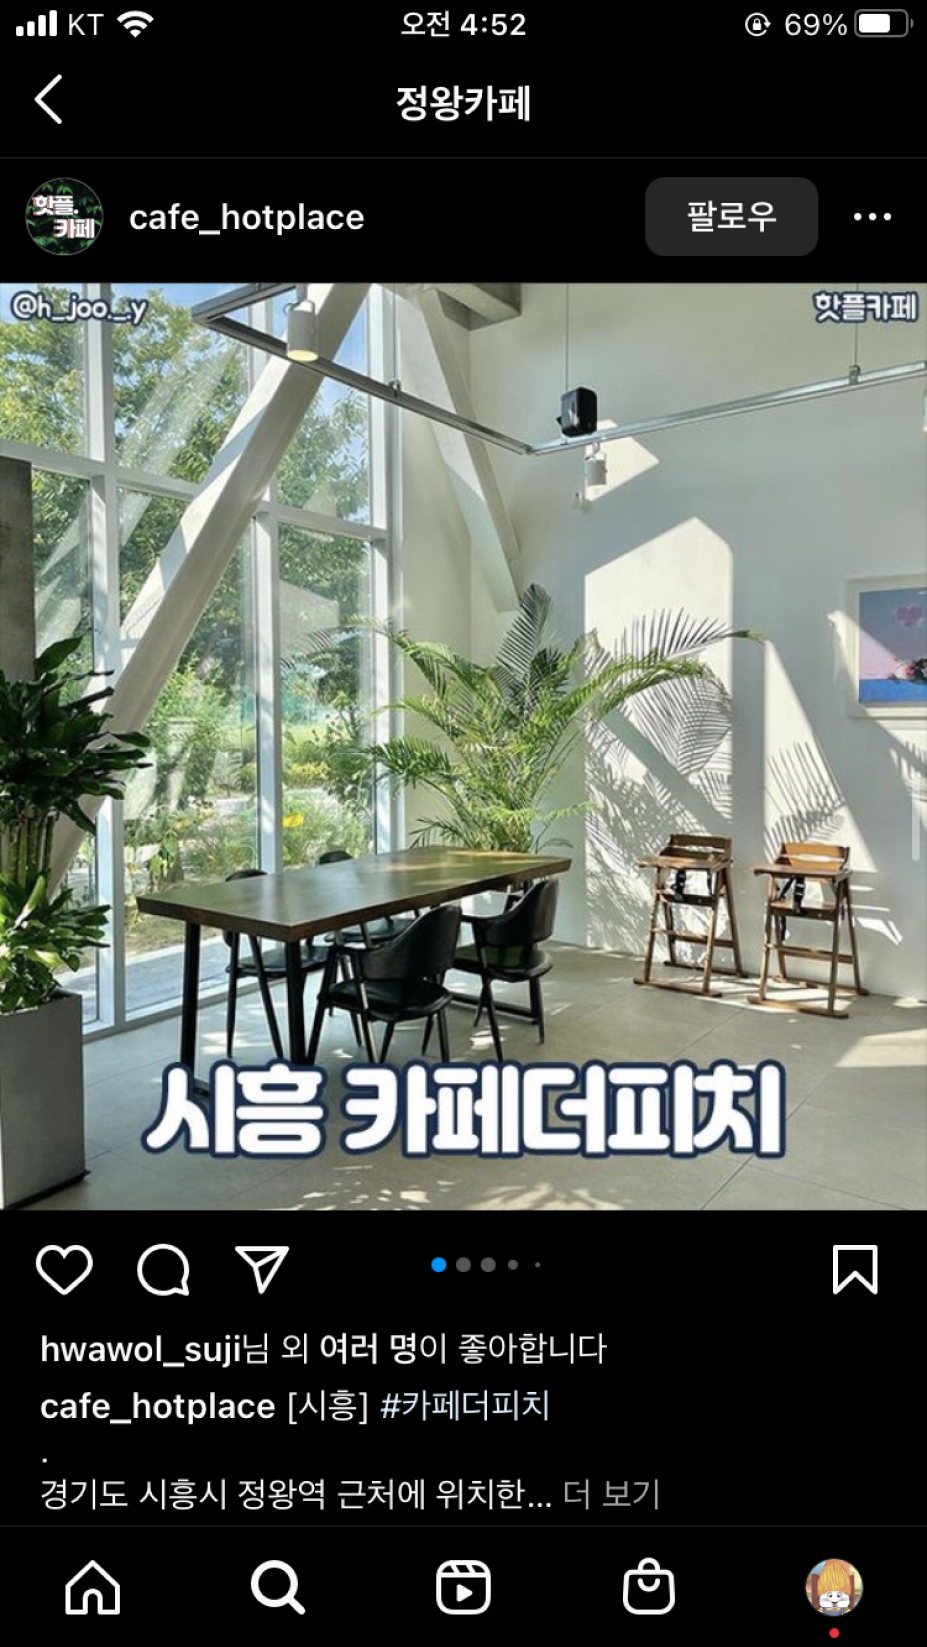 KT 오전 4:52 69%
정왕카페
핫플.
카페
cafe_hotplace 팔로우
@h_joo._.y 핫플카페
시흥 카페더피치
hwawol_suji님 외 여러 명이 좋아합니다
cafe_hotplace [시흥] #카페더피치
.
경기도 시흥시 정왕역 근처에 위치한... 더 보기